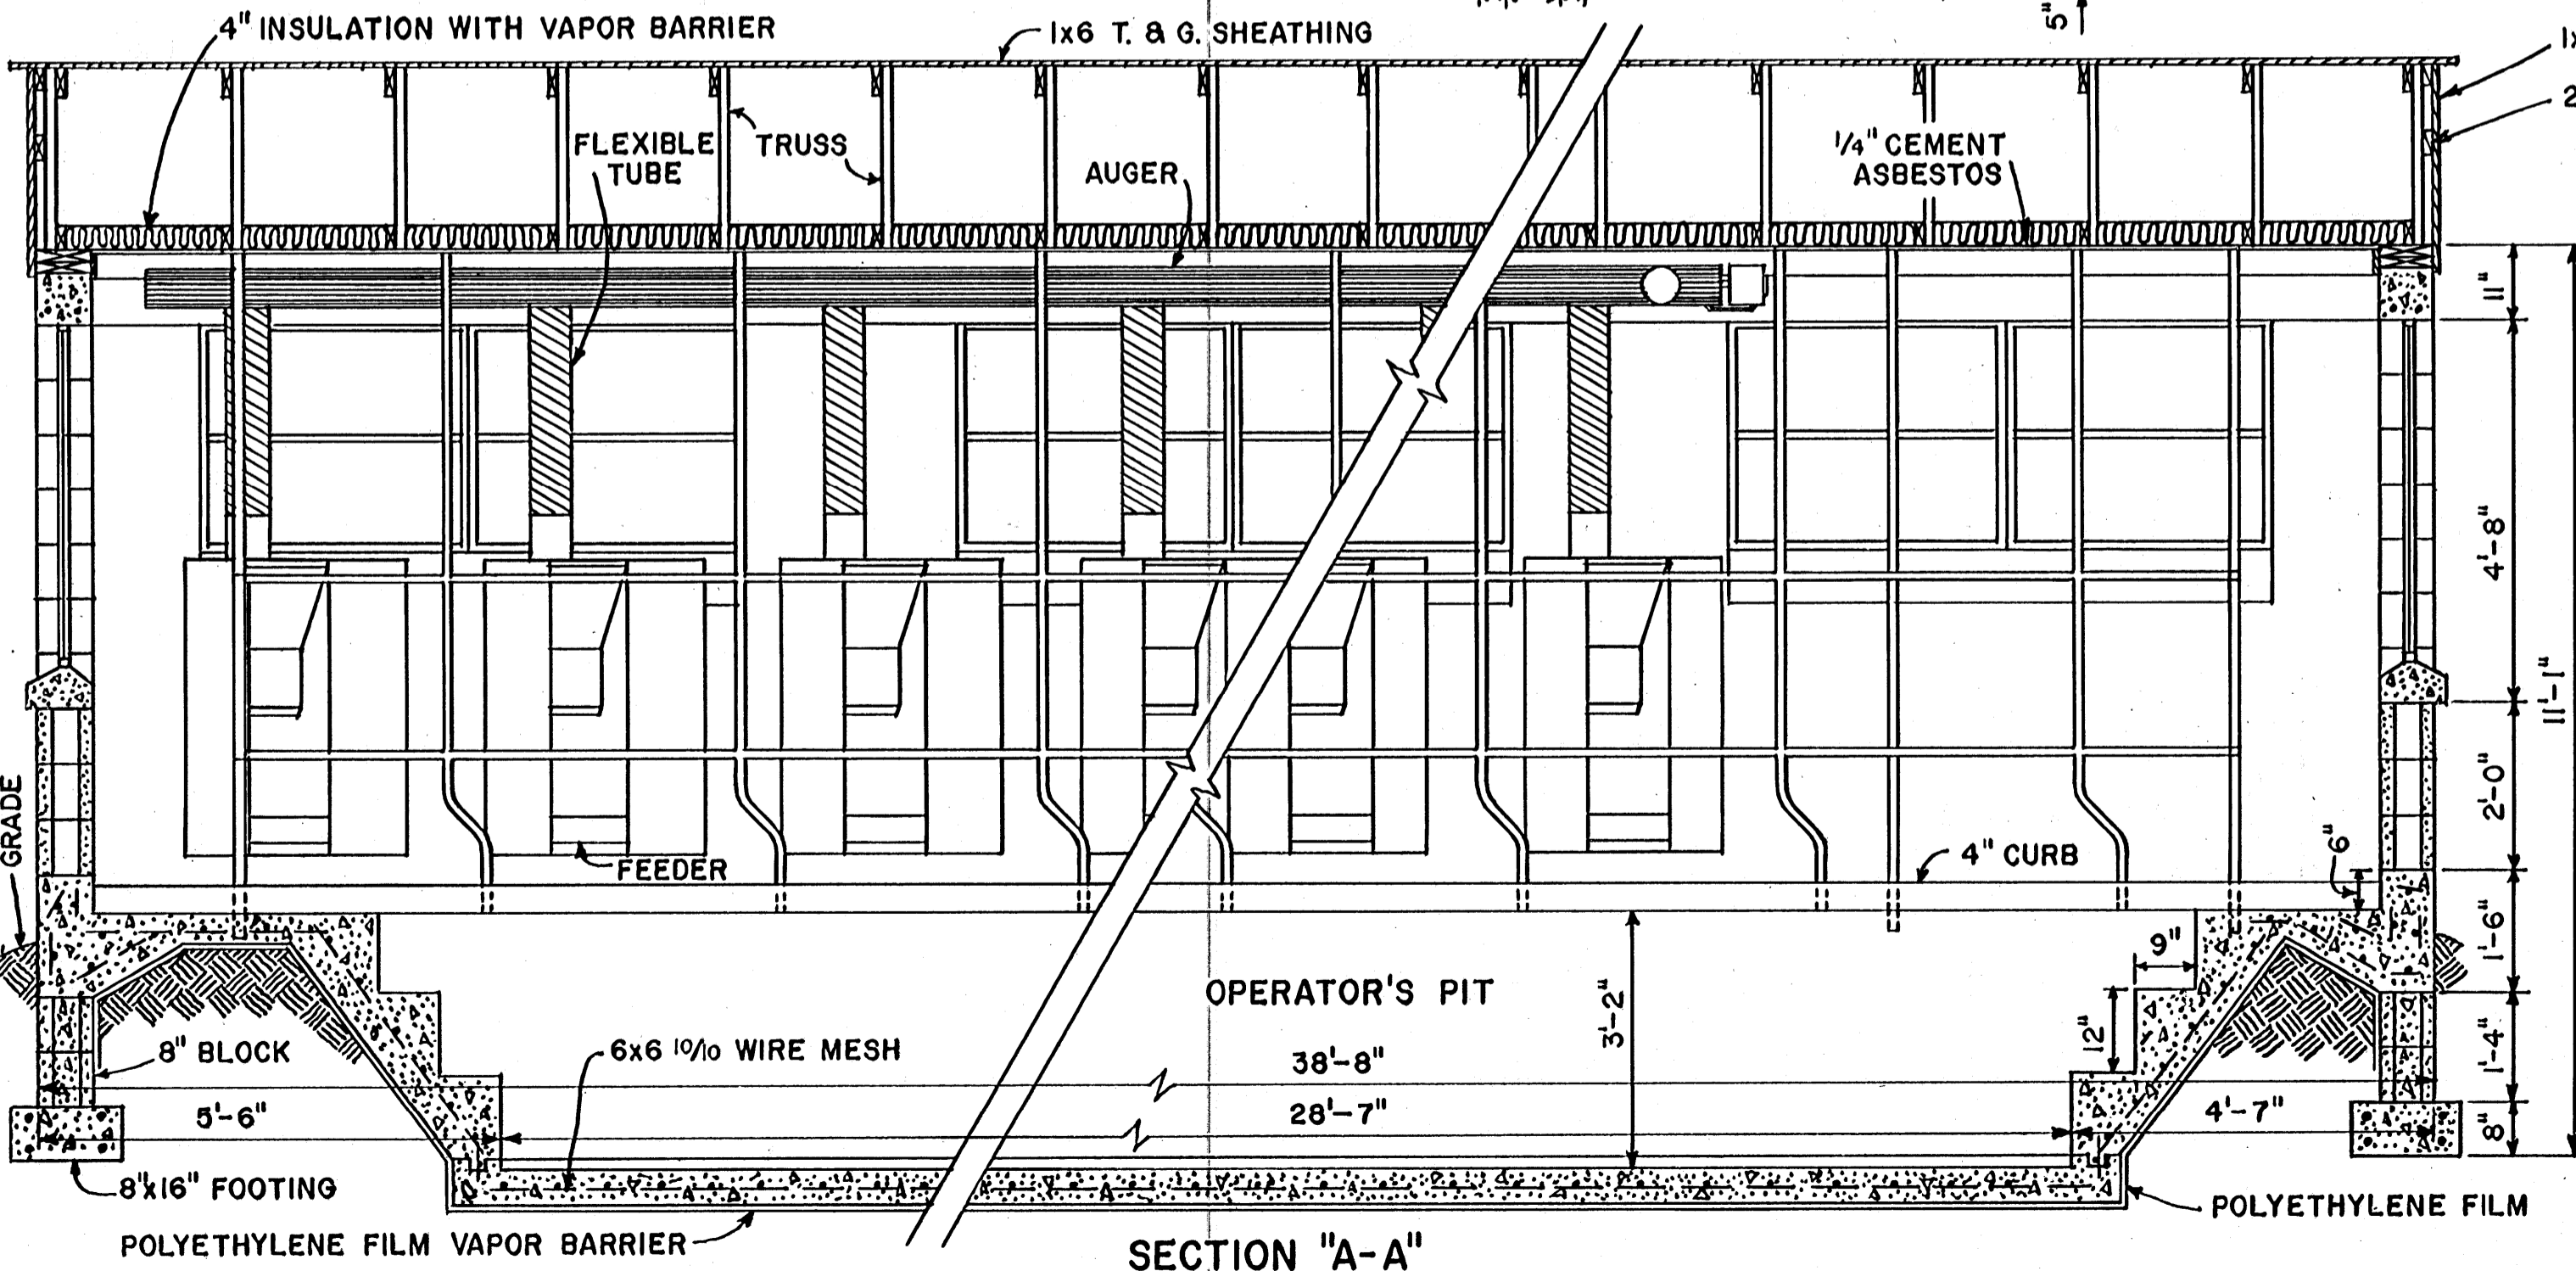 5"
4" INSULATION WITH VAPOR BARRIER
1x6 T. & G. SHEATHING
1x
2
FLEXIBLE
TUBE
TRUSS
AUGER
1/4" CEMENT
ASBESTOS
11"
4'-8"
11'-1"
2'-0"
GRADE
FEEDER
4" CURB
6"
1'-6"
9"
OPERATOR'S PIT
3'-2"
12"
1'-4"
8" BLOCK
6x6 10/10 WIRE MESH
38'-8"
5'-6"
28'-7"
4'-7"
8"
8"x16" FOOTING
POLYETHYLENE FILM
POLYETHYLENE FILM VAPOR BARRIER
SECTION "A-A"